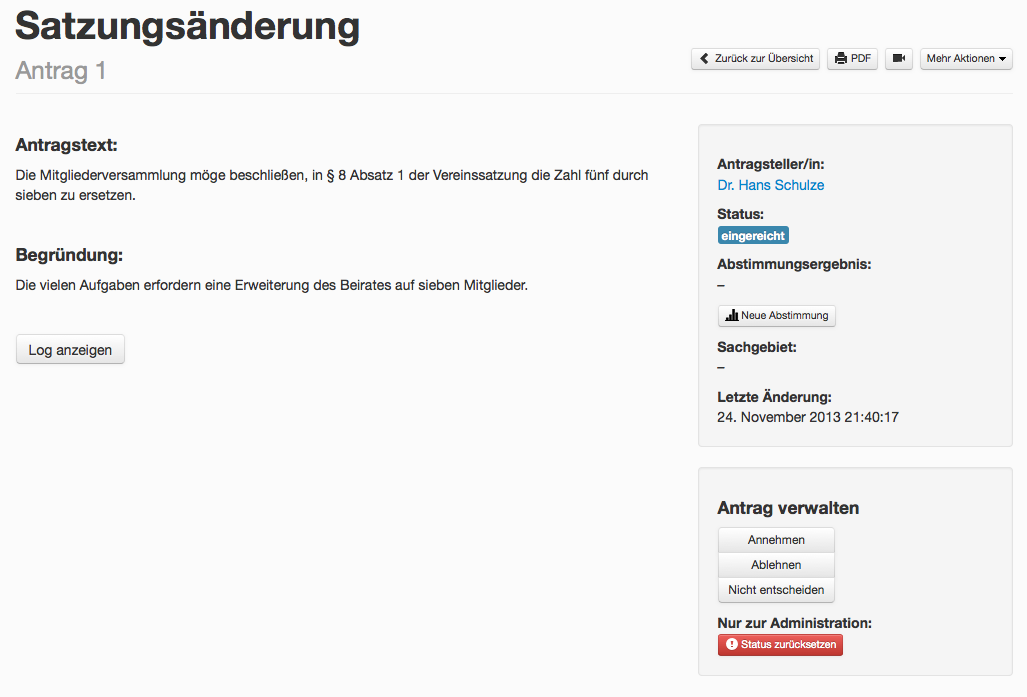 Satzungsänderung
Antrag 1
Zurück zur Übersicht
PDF
Mehr Aktionen
Antragstext:
Die Mitgliederversammlung möge beschließen, in § 8 Absatz 1 der Vereinssatzung die Zahl fünf durch
sieben zu ersetzen.
Begründung:
Die vielen Aufgaben erfordern eine Erweiterung des Beirates auf sieben Mitglieder.
Log anzeigen
Antragsteller/in:
Dr. Hans Schulze
Status:
eingereicht
Abstimmungsergebnis:
–
Neue Abstimmung
Sachgebiet:
–
Letzte Änderung:
24. November 2013 21:40:17
Antrag verwalten
Annehmen
Ablehnen
Nicht entscheiden
Nur zur Administration:
Status zurücksetzen